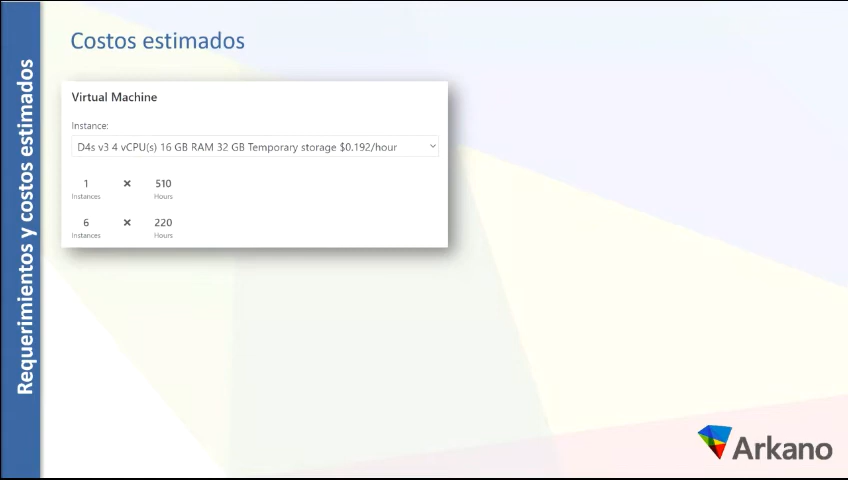 Requerimientos y costos estimados
Costos estimados
Virtual Machine
Instance:
D4s v3 4 vCPU(s) 16 GB RAM 32 GB Temporary storage $0.192/hour
1 × 510
Instances Hours
6 × 220
Instances Hours
Arkano